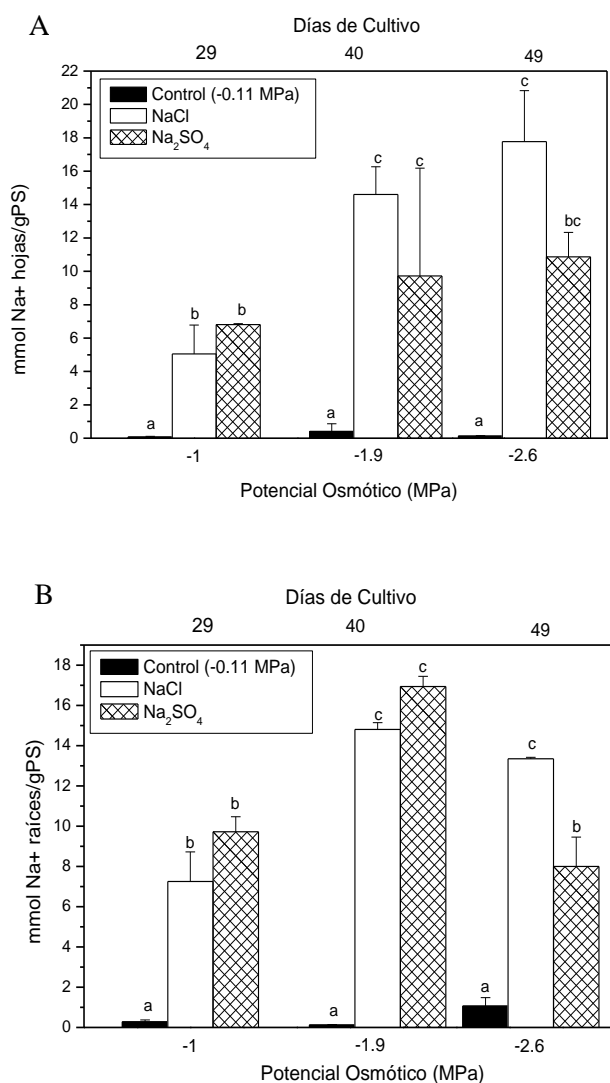 A
Días de Cultivo
29 40 49
22
20
18
16
14
12
10
8
6
4
2
0
mmol Na+ hojas/gPS
Control (-0.11 MPa)
NaCl
Na₂SO₄
a b b a c c a c bc
-1 -1.9 -2.6
Potencial Osmótico (MPa)
B
Días de Cultivo
29 40 49
18
16
14
12
10
8
6
4
2
0
mmol Na+ raíces/gPS
Control (-0.11 MPa)
NaCl
Na₂SO₄
a b b a c c a c b
-1 -1.9 -2.6
Potencial Osmótico (MPa)